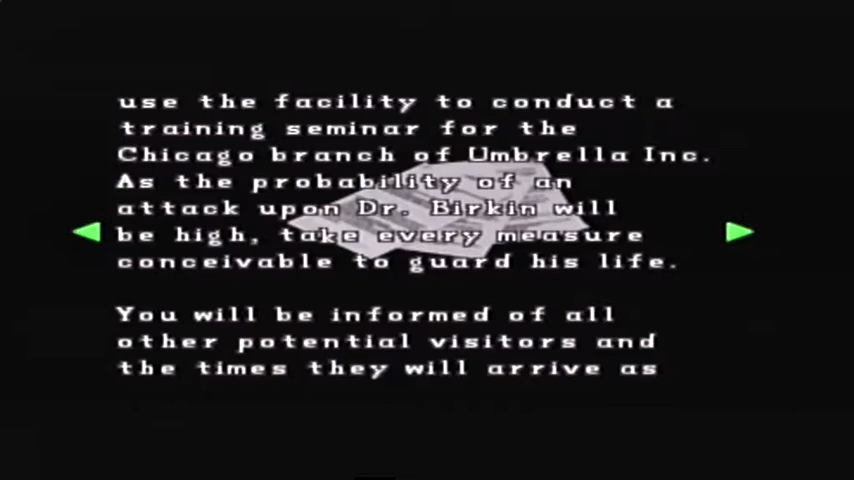 use the facility to conduct a
training seminar for the
Chicago branch of Umbrella Inc.
As the probability of an
attack upon Dr. Birkin will
be high, take every measure
conceivable to guard his life.
You will be informed of all
other potential visitors and
the times they will arrive as